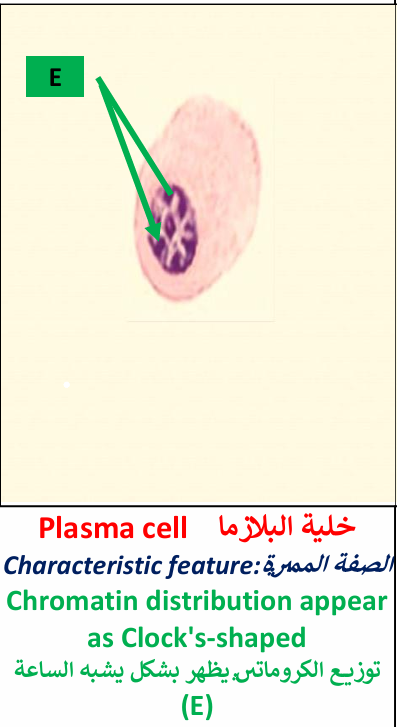 E
Plasma cell خلية البلازما
Characteristic feature: الصفة المميزة
Chromatin distribution appear
as Clock's-shaped
توزيع الكروماتين يظهر بشكل يشبه الساعة
(E)